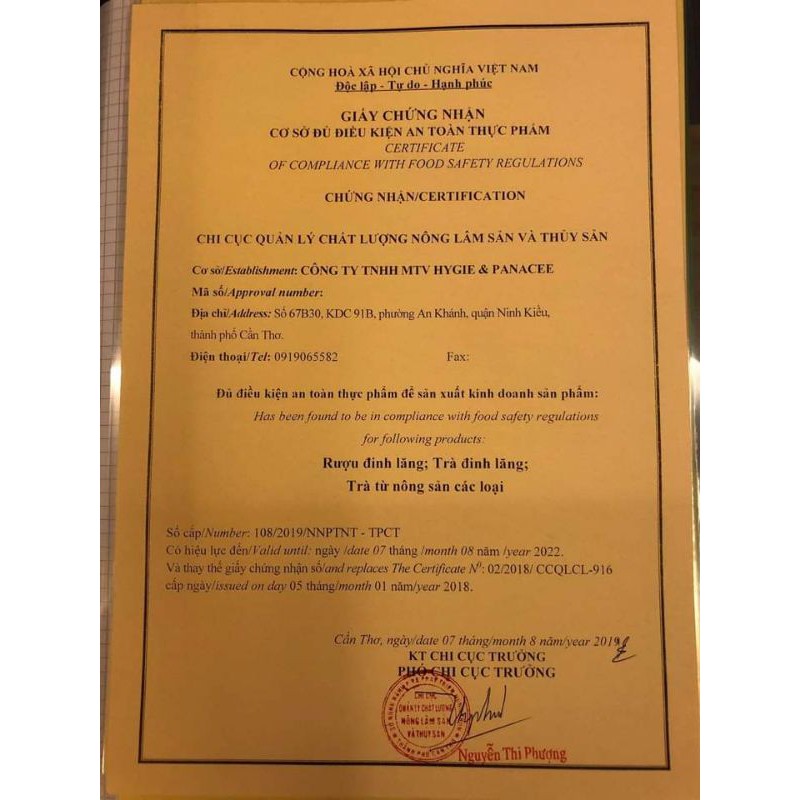 CỘNG HOÀ XÃ HỘI CHỦ NGHĨA VIỆT NAM
Độc lập - Tự do - Hạnh phúc
GIẤY CHỨNG NHẬN
CƠ SỞ ĐỦ ĐIỀU KIỆN AN TOÀN THỰC PHẨM
CERTIFICATE
OF COMPLIANCE WITH FOOD SAFETY REGULATIONS
CHỨNG NHẬN/CERTIFICATION
CHI CỤC QUẢN LÝ CHẤT LƯỢNG NÔNG LÂM SẢN VÀ THỦY SẢN
Cơ sở/Establishment: CÔNG TY TNHH MTV HYGIE & PANACEE
Mã số/Approval number:
Địa chỉ/Address: Số 67B30, KDC 91B, phường An Khánh, quận Ninh Kiều,
thành phố Cần Thơ.
Điện thoại/Tel: 0919065582 Fax:
Đủ điều kiện an toàn thực phẩm để sản xuất kinh doanh sản phẩm:
Has been found to be in compliance with food safety regulations
for following products:
Rượu đinh lăng; Trà đinh lăng;
Trà từ nông sản các loại
Số cấp/Number: 108/2019/NNPTNT - TPCT
Có hiệu lực đến/Valid until: ngày /date 07 tháng /month 08 năm /year 2022.
Và thay thế giấy chứng nhận số/and replaces The Certificate Nº: 02/2018/ CCQLCL-916
cấp ngày/issued on day 05 tháng/month 01 năm/year 2018.
Cần Thơ, ngày/date 07 tháng/month 8 năm/year 2019
KT CHI CỤC TRƯỞNG
PHÓ CHI CỤC TRƯỞNG
CHI CỤC
QUẢN LÝ CHẤT LƯỢNG
NÔNG LÂM SẢN
VÀ THỦY SẢN
Nguyễn Thị Phượng